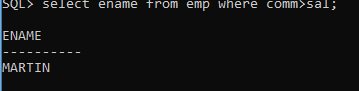 SQL> select ename from emp where comm>sal;
ENAME
----------
MARTIN